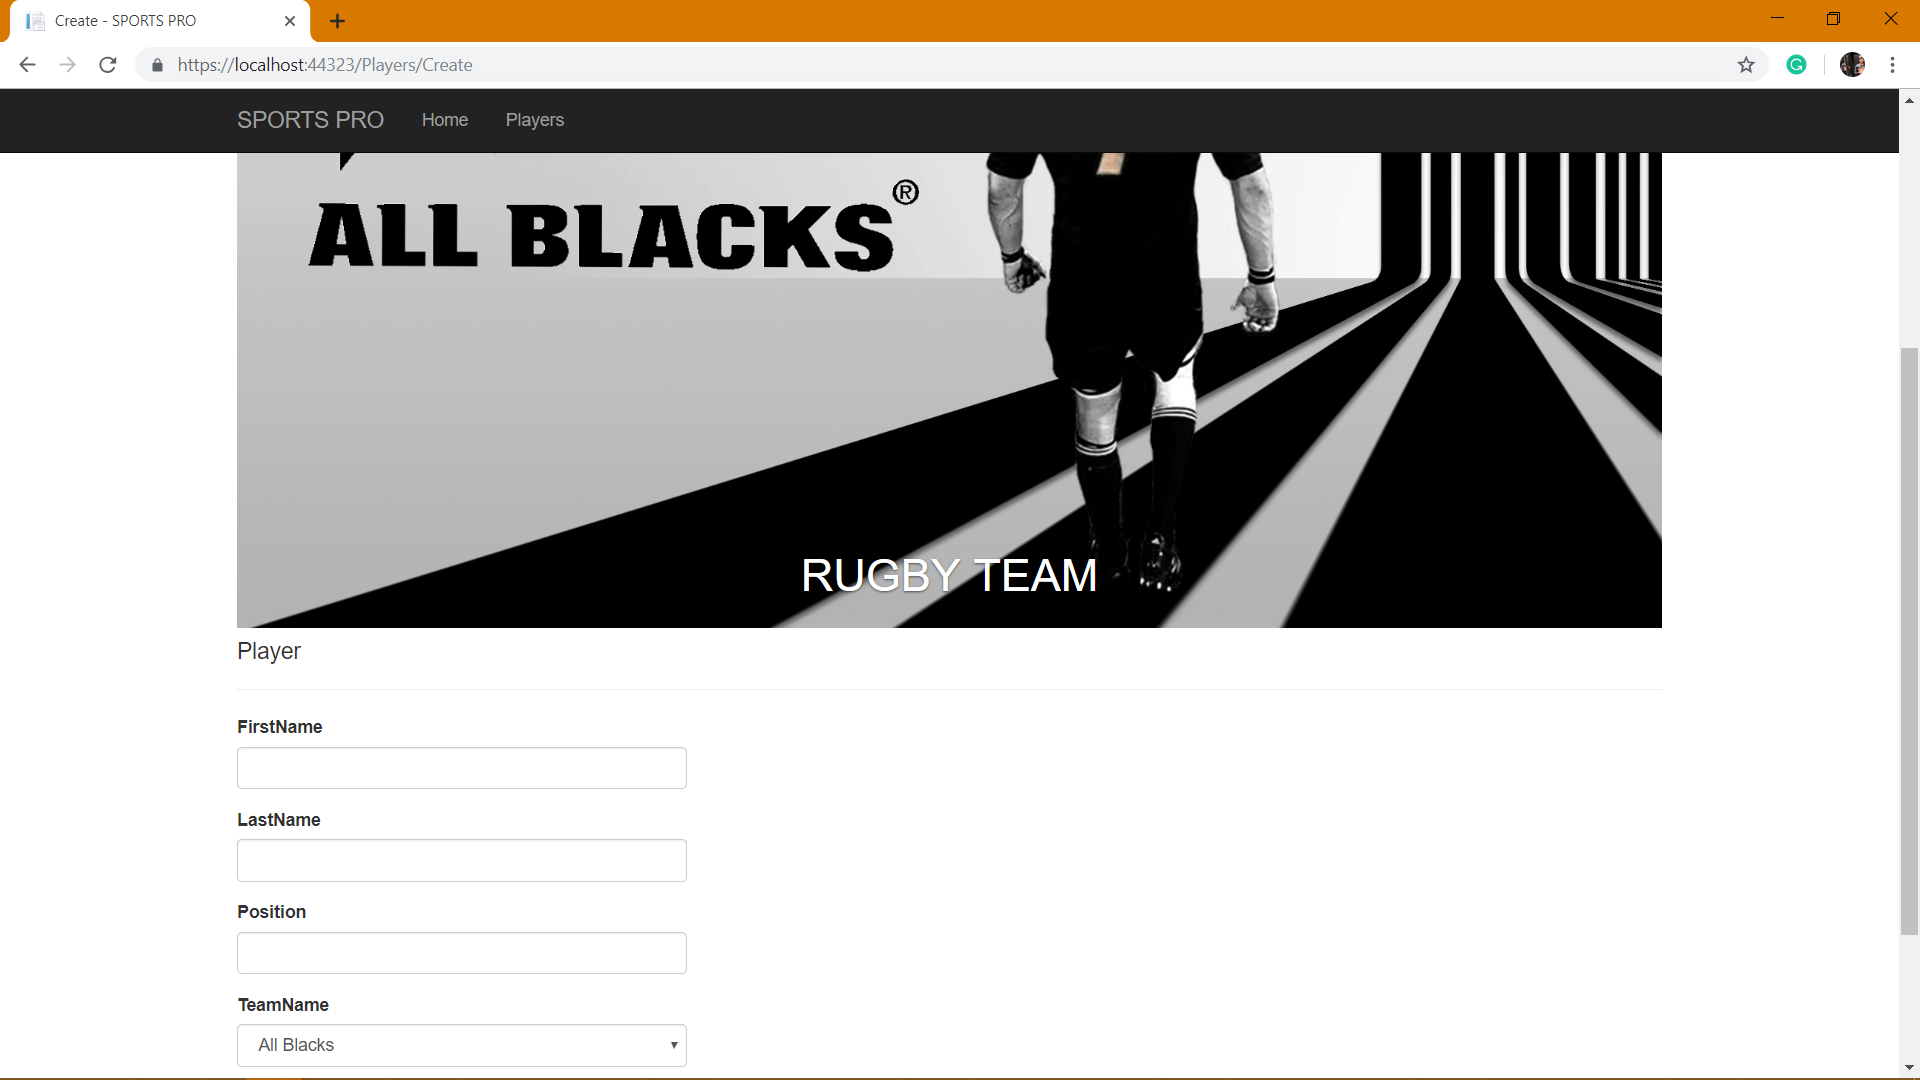 Create - SPORTS PRO
https://localhost:44323/Players/Create
SPORTS PRO Home Players
ALL BLACKS®
RUGBY TEAM
Player
FirstName
LastName
Position
TeamName
All Blacks